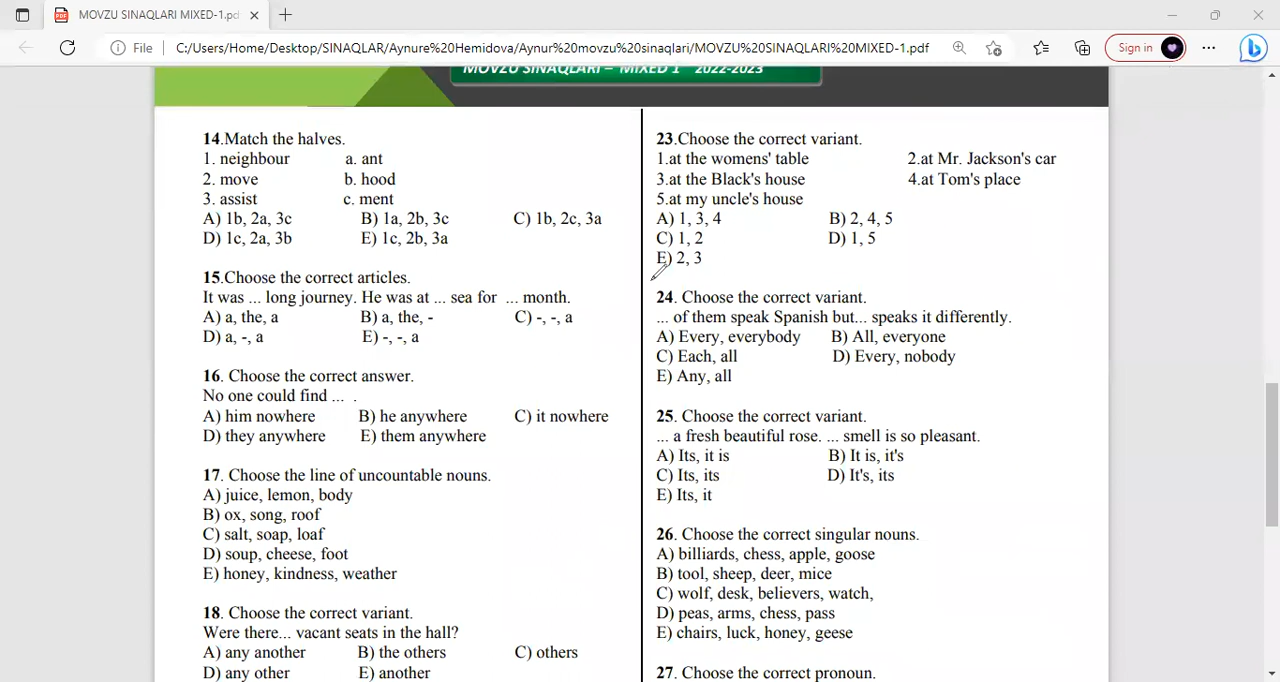 MOVZU SINAQLARI MIXED-1.pd
File
C:/Users/Home/Desktop/SINAQLAR/Aynure%20Hamidova/Aynur%20movzu%20sinaqlari/MOVZU%20SINAQLARI%20MIXED-1.pdf
Sign in
MOVZU SINAQLARI – MIXED 1 2022-2023
14.Match the halves.
1. neighbour a. ant
2. move b. hood
3. assist c. ment
A) 1b, 2a, 3c B) 1a, 2b, 3c C) 1b, 2c, 3a
D) 1c, 2a, 3b E) 1c, 2b, 3a
15.Choose the correct articles.
It was ... long journey. He was at ... sea for ... month.
A) a, the, a B) a, the, - C) -, -, a
D) a, -, a E) -, -, a
16. Choose the correct answer.
No one could find ... .
A) him nowhere B) he anywhere C) it nowhere
D) they anywhere E) them anywhere
17. Choose the line of uncountable nouns.
A) juice, lemon, body
B) ox, song, roof
C) salt, soap, loaf
D) soup, cheese, foot
E) honey, kindness, weather
18. Choose the correct variant.
Were there... vacant seats in the hall?
A) any another B) the others C) others
D) any other E) another
23.Choose the correct variant.
1.at the womens' table 2.at Mr. Jackson's car
3.at the Black's house 4.at Tom's place
5.at my uncle's house
A) 1, 3, 4 B) 2, 4, 5
C) 1, 2 D) 1, 5
E) 2, 3
24. Choose the correct variant.
... of them speak Spanish but... speaks it differently.
A) Every, everybody B) All, everyone
C) Each, all D) Every, nobody
E) Any, all
25. Choose the correct variant.
... a fresh beautiful rose. ... smell is so pleasant.
A) Its, it is B) It is, it's
C) Its, its D) It's, its
E) Its, it
26. Choose the correct singular nouns.
A) billiards, chess, apple, goose
B) tool, sheep, deer, mice
C) wolf, desk, believers, watch,
D) peas, arms, chess, pass
E) chairs, luck, honey, geese
27. Choose the correct pronoun.